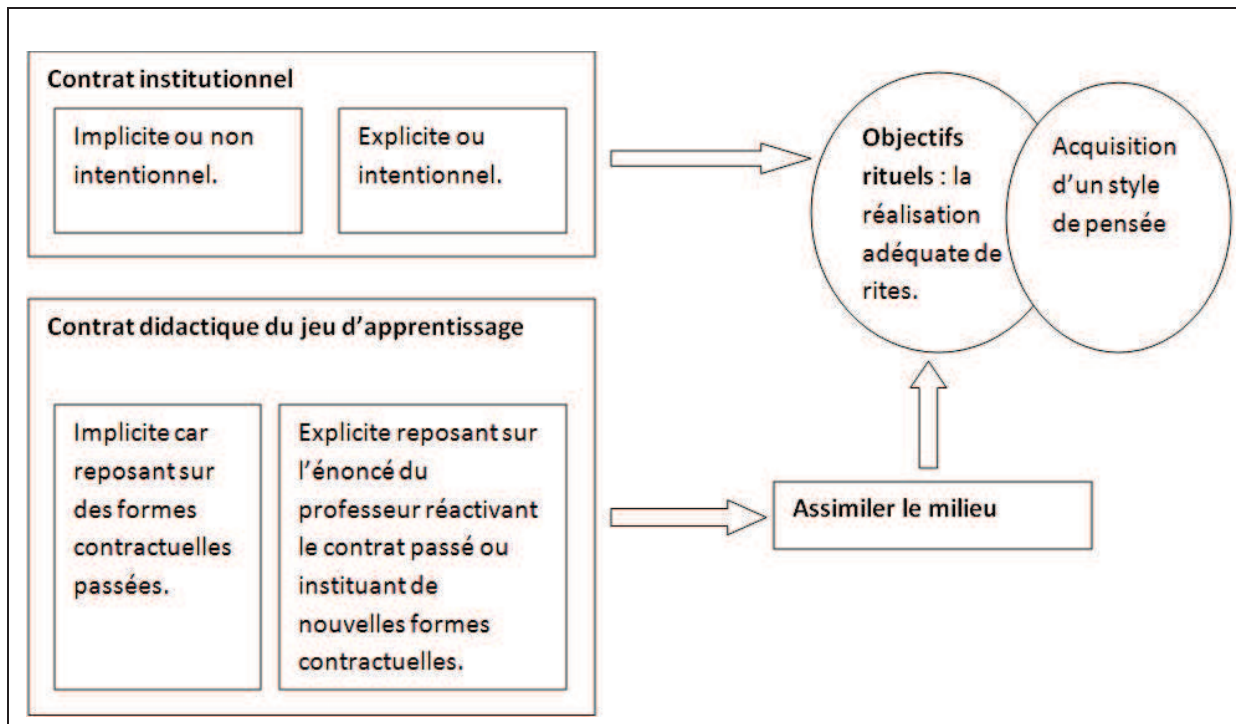 Contrat institutionnel
Implicite ou non
intentionnel.
Explicite ou
intentionnel.
Objectifs
rituels : la
réalisation
adéquate de
rites.
Acquisition
d’un style
de pensée
Contrat didactique du jeu d’apprentissage
Implicite car
reposant sur
des formes
contractuelles
passées.
Explicite reposant sur
l’énoncé du
professeur réactivant
le contrat passé ou
instituant de
nouvelles formes
contractuelles.
Assimiler le milieu